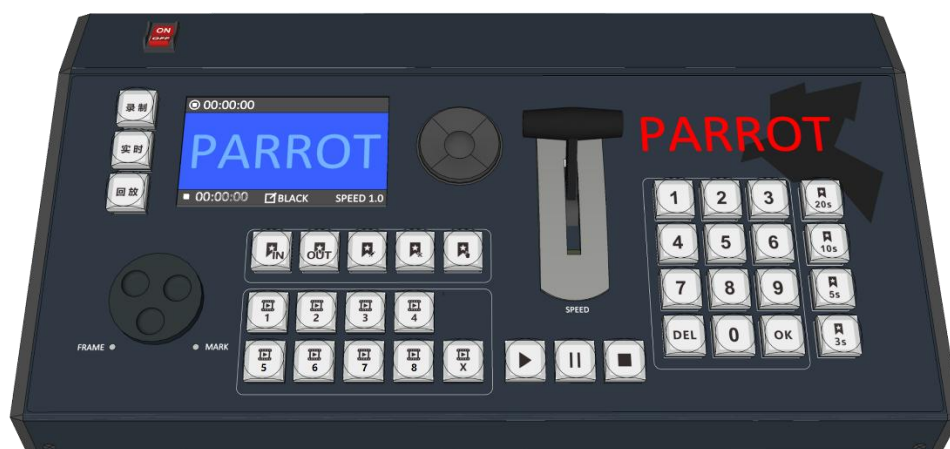 ON
OFF
录制
实时
回放
00:00:00
PARROT
00:00:00 BLACK SPEED 1.0
PARROT
IN
OUT
1
2
3
4
5
6
7
8
X
FRAME
MARK
SPEED
1
2
3
20s
4
5
6
10s
7
8
9
5s
DEL
0
OK
3s